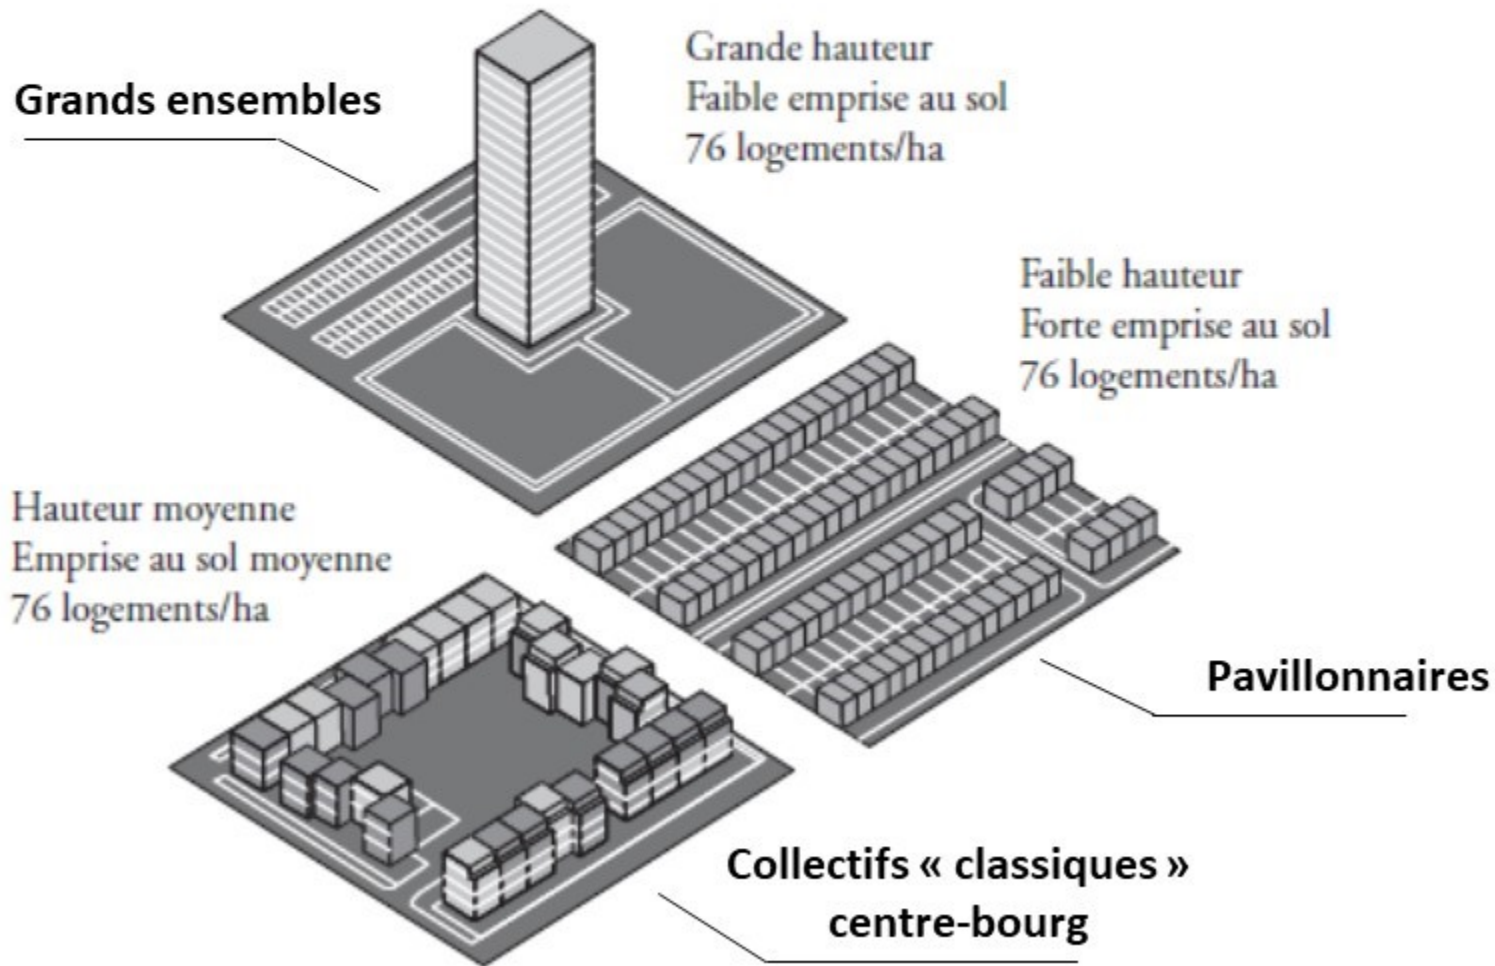 Grande hauteur
Faible emprise au sol
76 logements/ha
Grands ensembles
Faible hauteur
Forte emprise au sol
76 logements/ha
Hauteur moyenne
Emprise au sol moyenne
76 logements/ha
Pavillonnaires
Collectifs « classiques »
centre-bourg